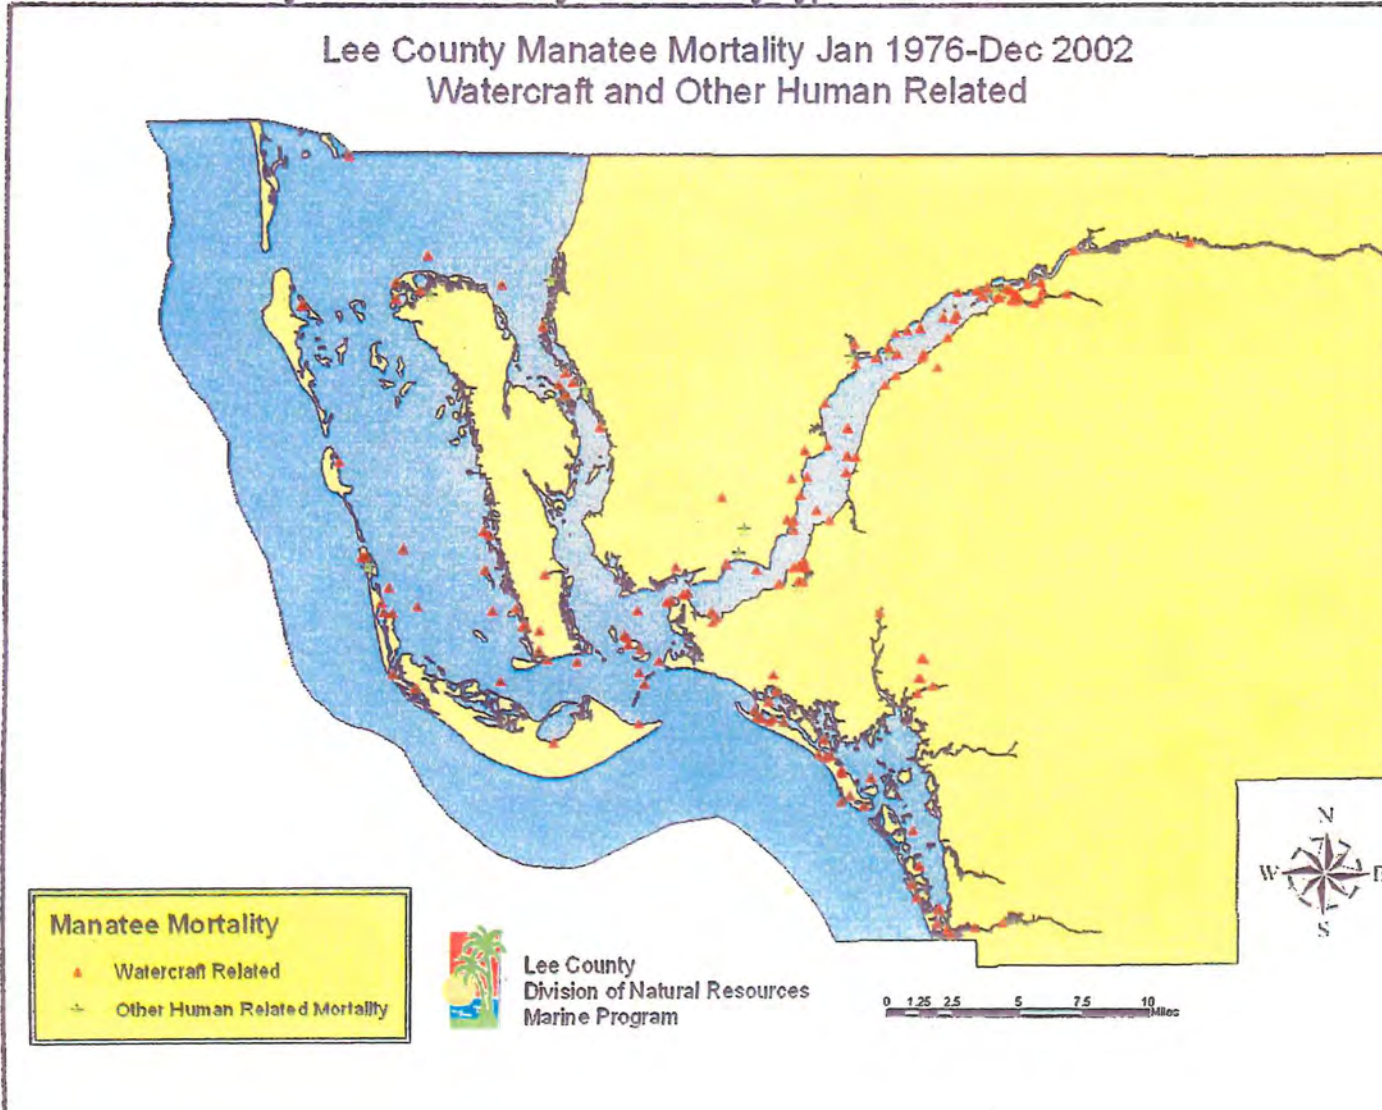 Lee County Manatee Mortality Jan 1976-Dec 2002
Watercraft and Other Human Related
N
W
S
Manatee Mortality
Watercraft Related
Other Human Related Mortality
Lee County
Division of Natural Resources
Marine Program
0 1.25 2.5 5 7.5 10
Miles